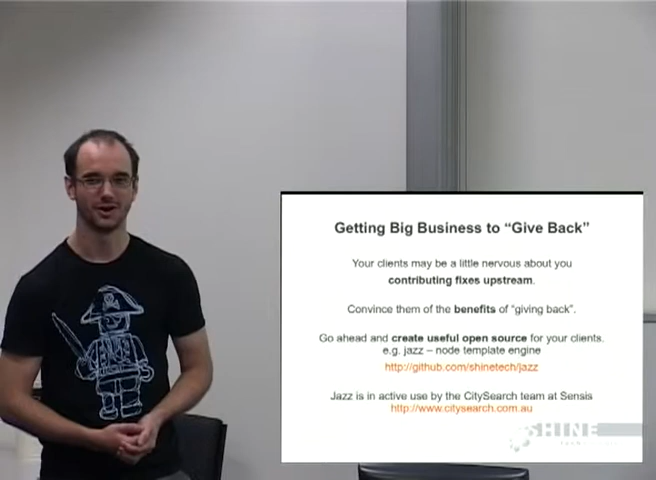 Getting Big Business to “Give Back”
Your clients may be a little nervous about you
contributing fixes upstream.
Convince them of the benefits of “giving back”.
Go ahead and create useful open source for your clients.
e.g. jazz – node template engine
http://github.com/shinetech/jazz
Jazz is in active use by the CitySearch team at Sensis
http://www.citysearch.com.au
SHINE